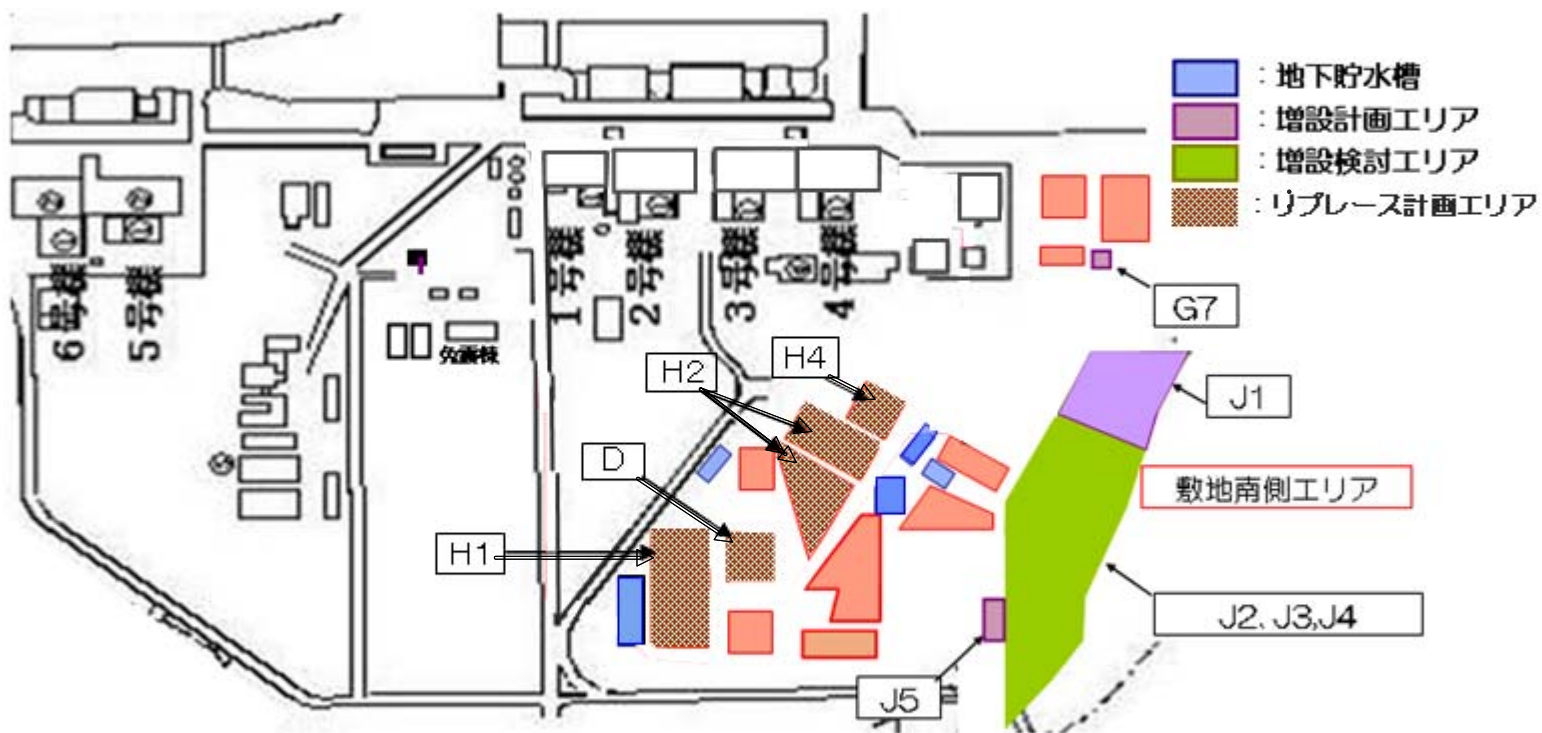 ：地下貯水槽
：増設計画エリア
：増設検討エリア
：リプレース計画エリア
6号機
5号機
1号機
2号機
3号機
4号機
免震棟
G7
H4
H2
J1
D
敷地南側エリア
H1
J2、J3,J4
J5